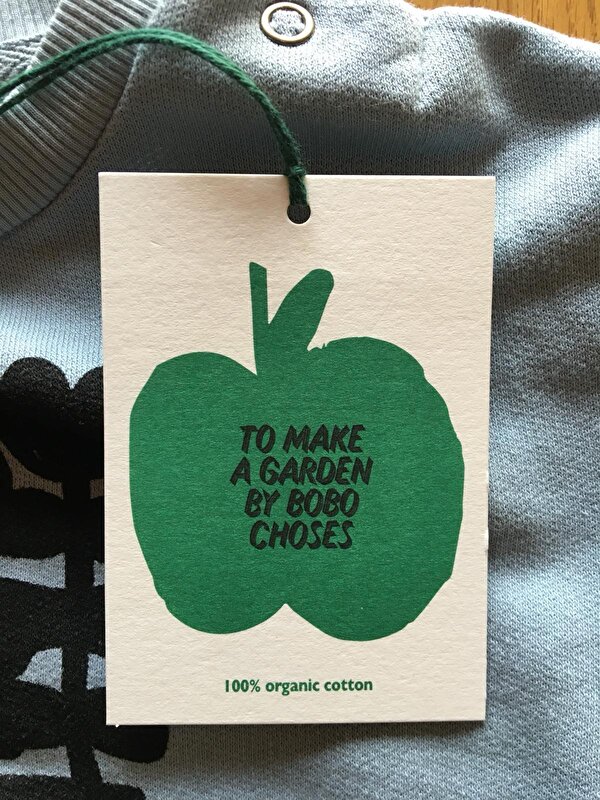 TO MAKE
A GARDEN
BY BOBO
CHOSES
100% organic cotton